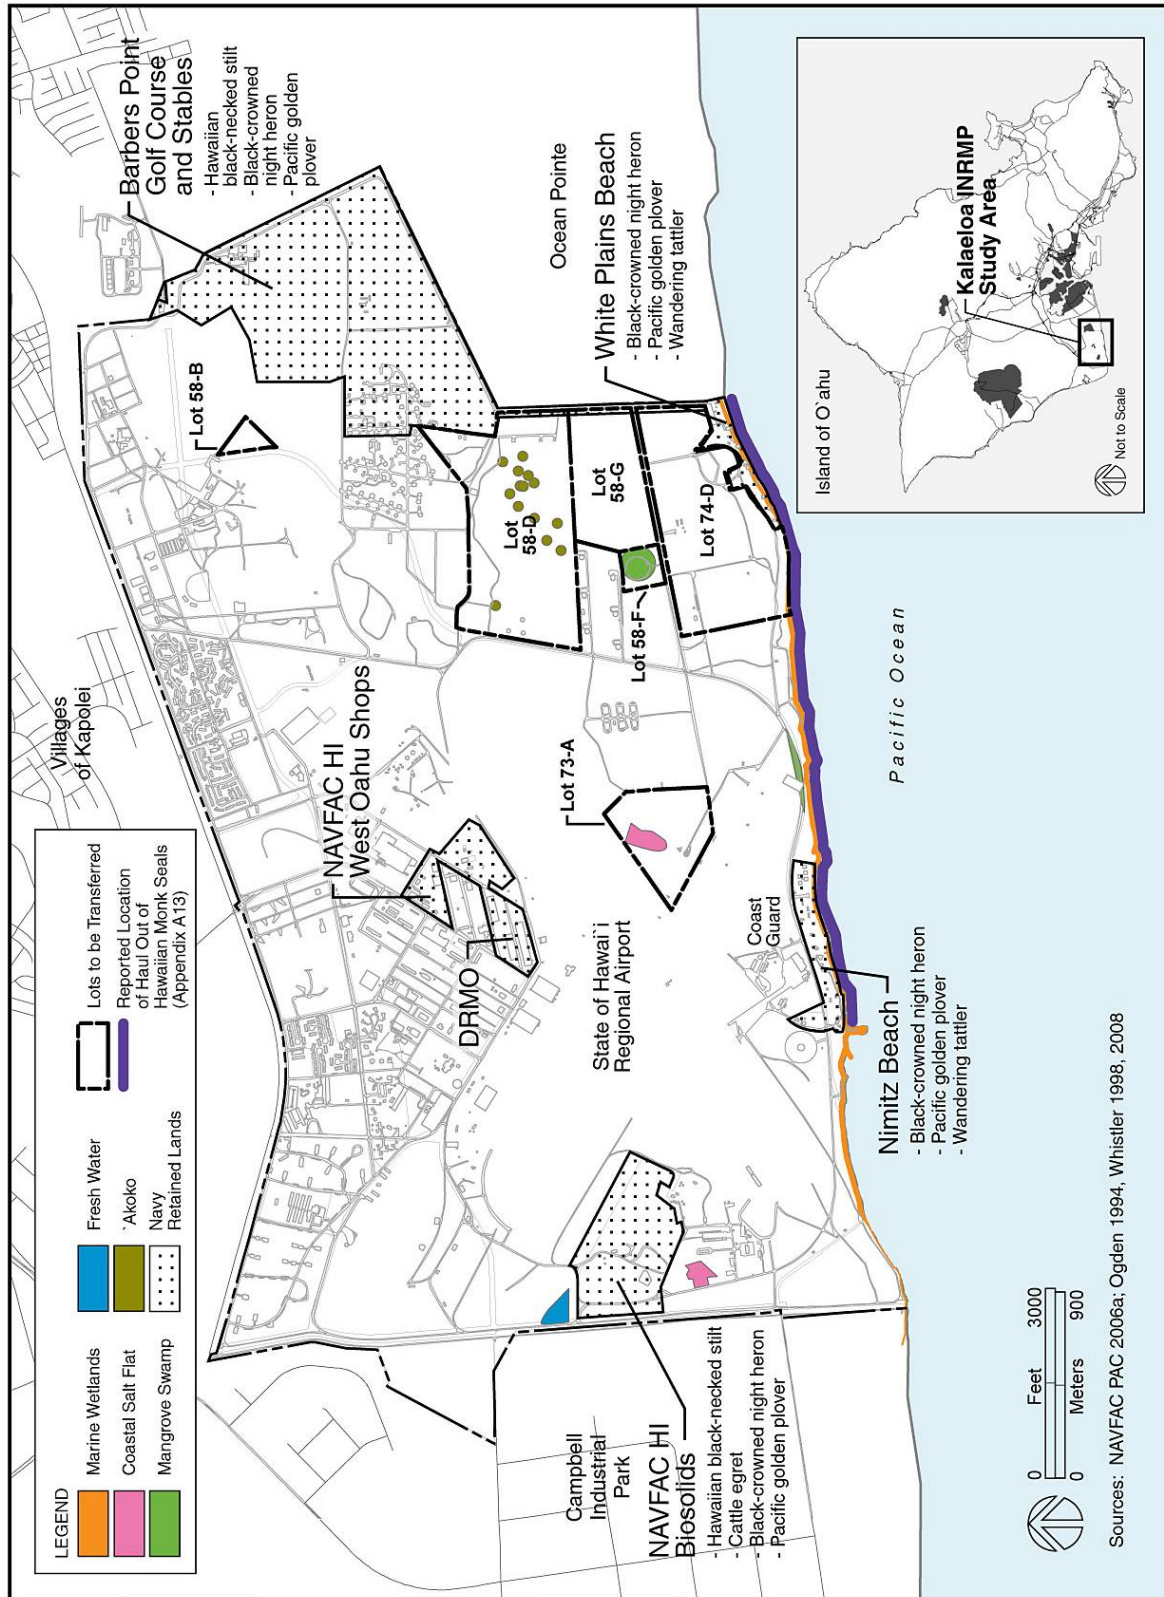 LEGEND
Marine Wetlands
Coastal Salt Flat
Mangrove Swamp
Fresh Water
`Akoko
Navy
Retained Lands
Lots to be Transferred
Reported Location
of Haul Out of
Hawaiian Monk Seals
(Appendix A13)
Villages
of Kapolei
Barbers Point
Golf Course
and Stables
- Hawaiian
black-necked stilt
- Black-crowned
night heron
- Pacific golden
plover
Lot 58-B
NAVFAC HI
West Oahu Shops
DRMO
Lot
58-D
Lot
58-G
Lot 58-F
Lot 74-D
Lot 73-A
Ocean Pointe
White Plains Beach
- Black-crowned night heron
- Pacific golden plover
- Wandering tattler
State of Hawai`i
Regional Airport
Coast
Guard
Campbell
Industrial
Park
NAVFAC HI
Biosolids
- Hawaiian black-necked stilt
- Cattle egret
- Black-crowned night heron
- Pacific golden plover
Nimitz Beach
- Black-crowned night heron
- Pacific golden plover
- Wandering tattler
Pacific Ocean
Island of O`ahu
Kalaeloa INRMP
Study Area
Not to Scale
0 Feet 3000
0 Meters 900
Sources: NAVFAC PAC 2006a; Ogden 1994, Whistler 1998, 2008